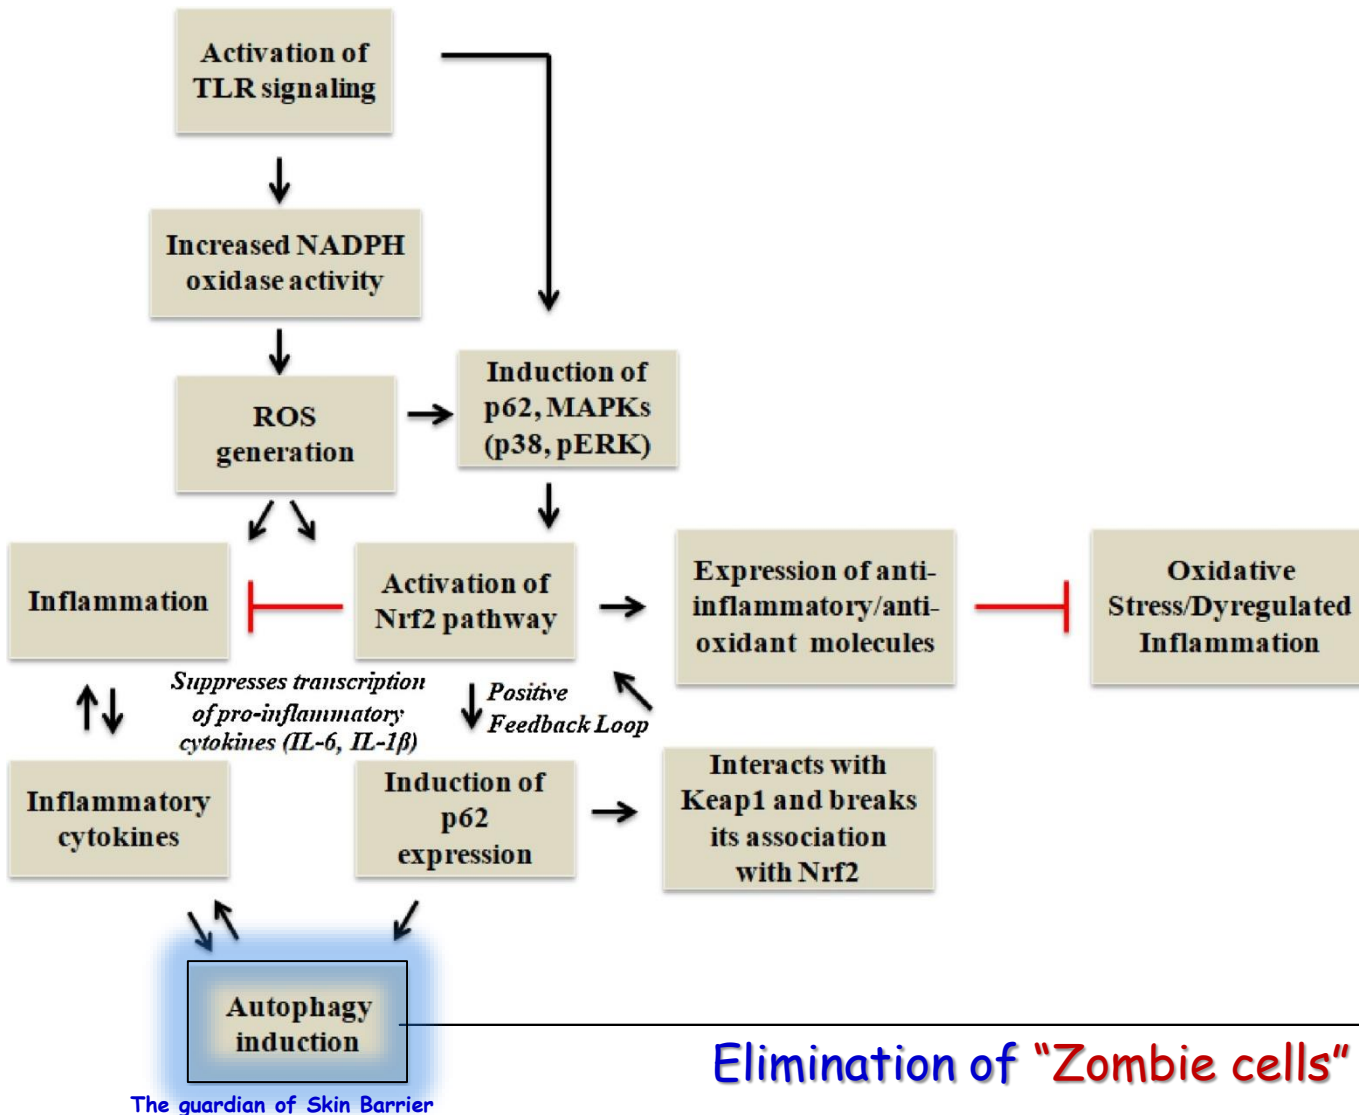 Activation of
TLR signaling
Increased NADPH
oxidase activity
ROS
generation
Induction of
p62, MAPKs
(p38, pERK)
Inflammation
Activation of
Nrf2 pathway
Expression of anti-
inflammatory/anti-
oxidant molecules
Oxidative
Stress/Dyregulated
Inflammation
Suppresses transcription
of pro-inflammatory
cytokines (IL-6, IL-1β)
Positive
Feedback Loop
Inflammatory
cytokines
Induction of
p62
expression
Interacts with
Keap1 and breaks
its association
with Nrf2
Autophagy
induction
Elimination of “Zombie cells”
The guardian of Skin Barrier